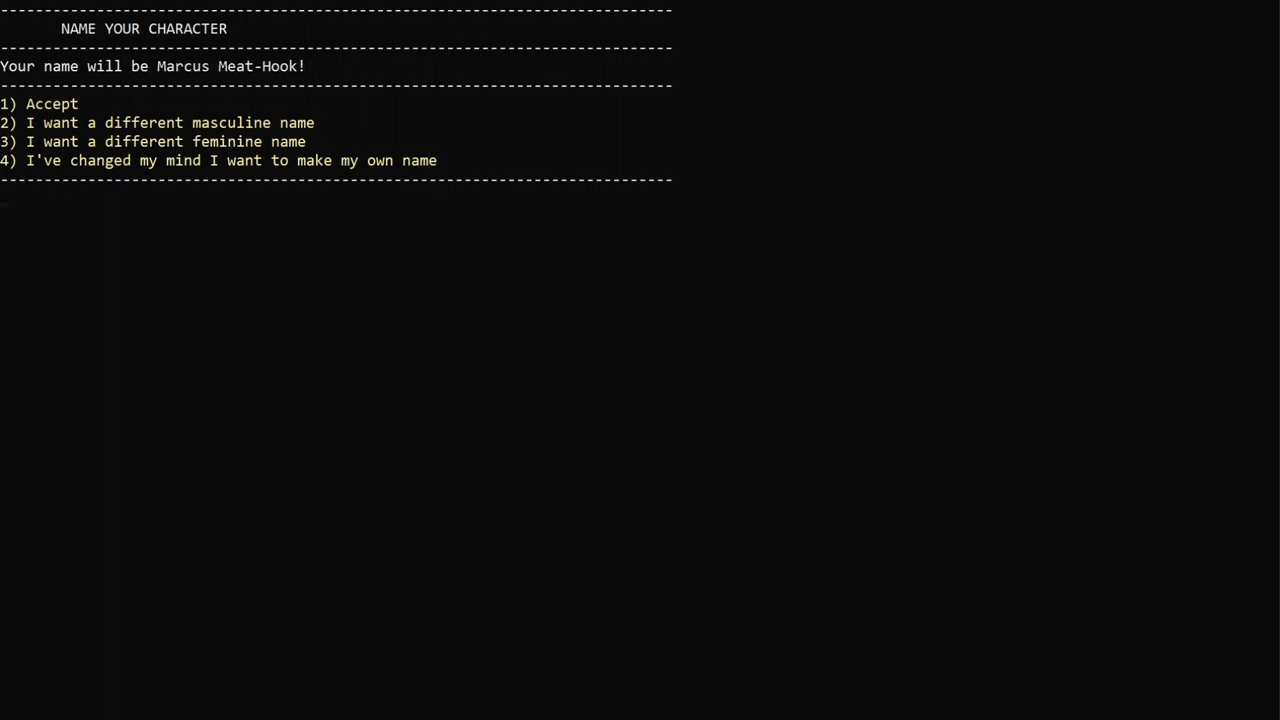 -----------------------------------------------------------------------------
NAME YOUR CHARACTER
-----------------------------------------------------------------------------
Your name will be Marcus Meat-Hook!
-----------------------------------------------------------------------------
1) Accept
2) I want a different masculine name
3) I want a different feminine name
4) I've changed my mind I want to make my own name
-----------------------------------------------------------------------------